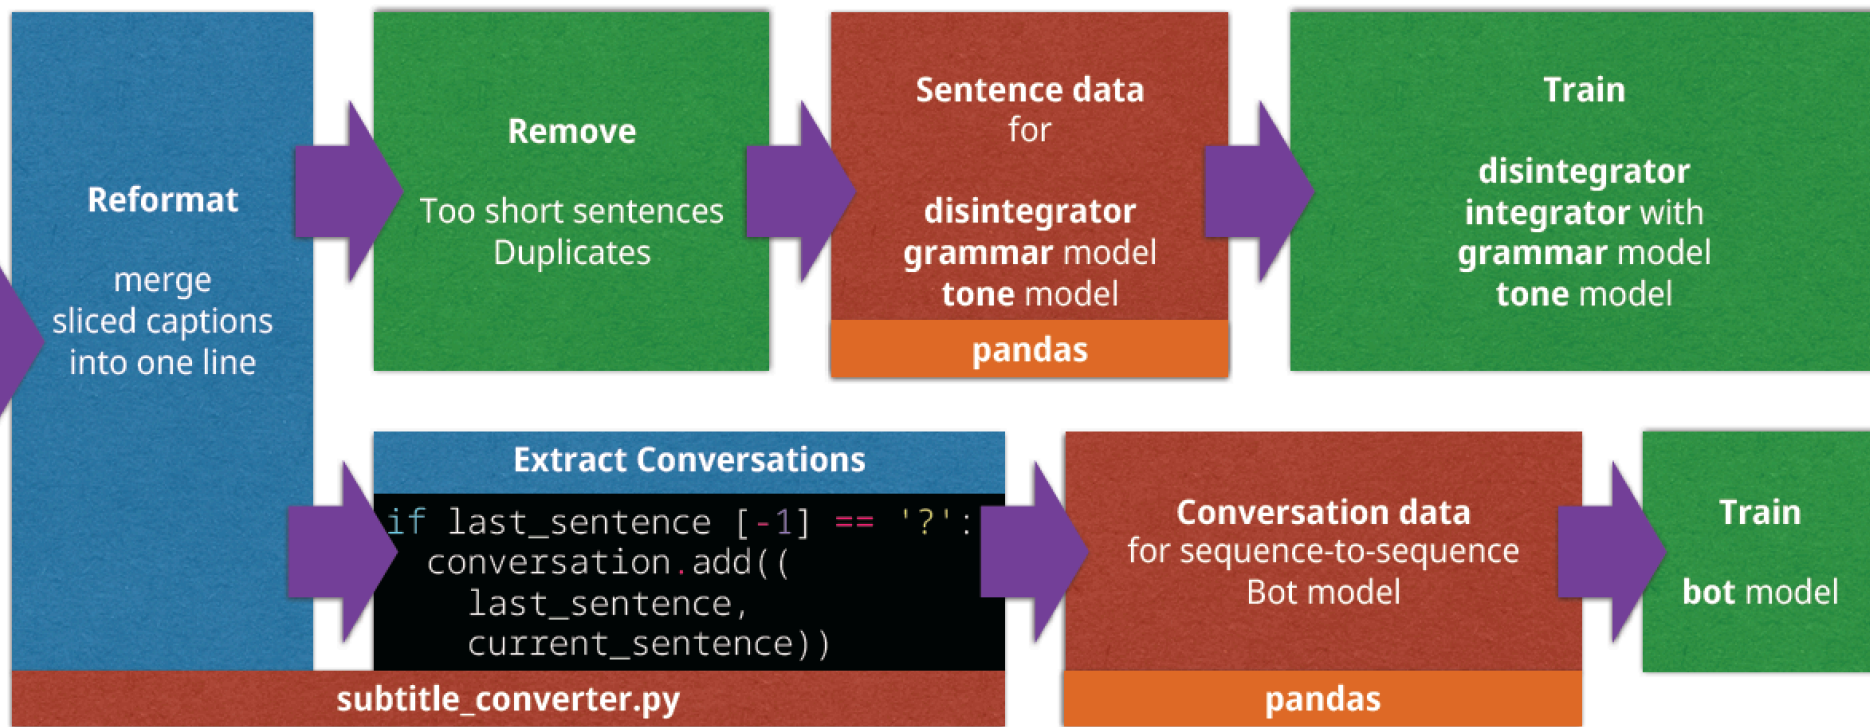 Reformat
merge
sliced captions
into one line
Remove
Too short sentences
Duplicates
Sentence data
for
disintegrator
grammar model
tone model
pandas
Train
disintegrator
integrator with
grammar model
tone model
Extract Conversations
if last_sentence [-1] == '?':
conversation.add((
last_sentence,
current_sentence))
subtitle_converter.py
Conversation data
for sequence-to-sequence
Bot model
pandas
Train
bot model